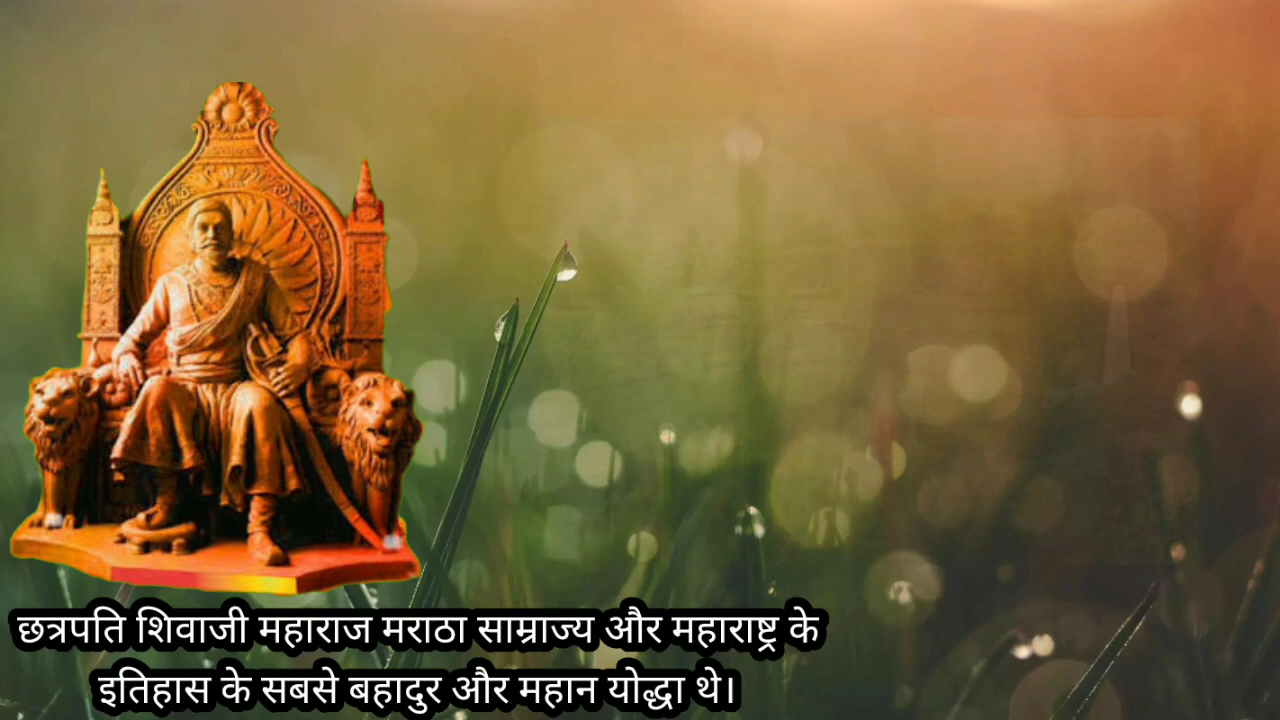 छत्रपति शिवाजी महाराज मराठा साम्राज्य और महाराष्ट्र के
इतिहास के सबसे बहादुर और महान योद्धा थे।